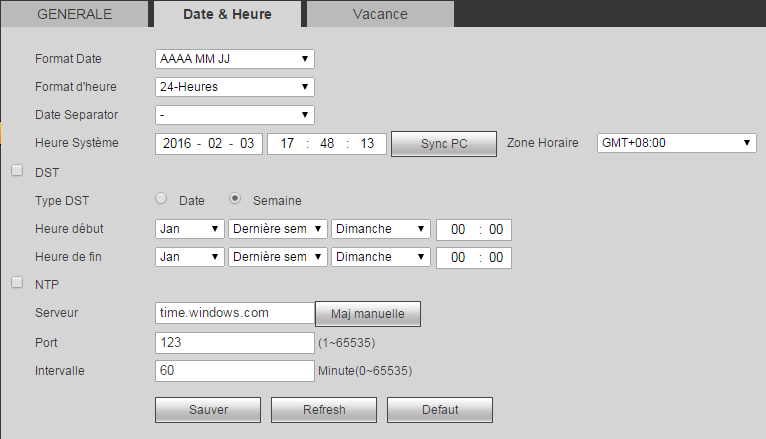 GENERALE Date & Heure Vacance
Format Date AAAA MM JJ
Format d'heure 24-Heures
Date Separator -
Heure Système 2016 - 02 - 03 17 : 48 : 13 Sync PC Zone Horaire GMT+08:00
DST
Type DST Date Semaine
Heure début Jan Dernière sem Dimanche 00 : 00
Heure de fin Jan Dernière sem Dimanche 00 : 00
NTP
Serveur time.windows.com Maj manuelle
Port 123 (1~65535)
Intervalle 60 Minute(0~65535)
Sauver Refresh Defaut